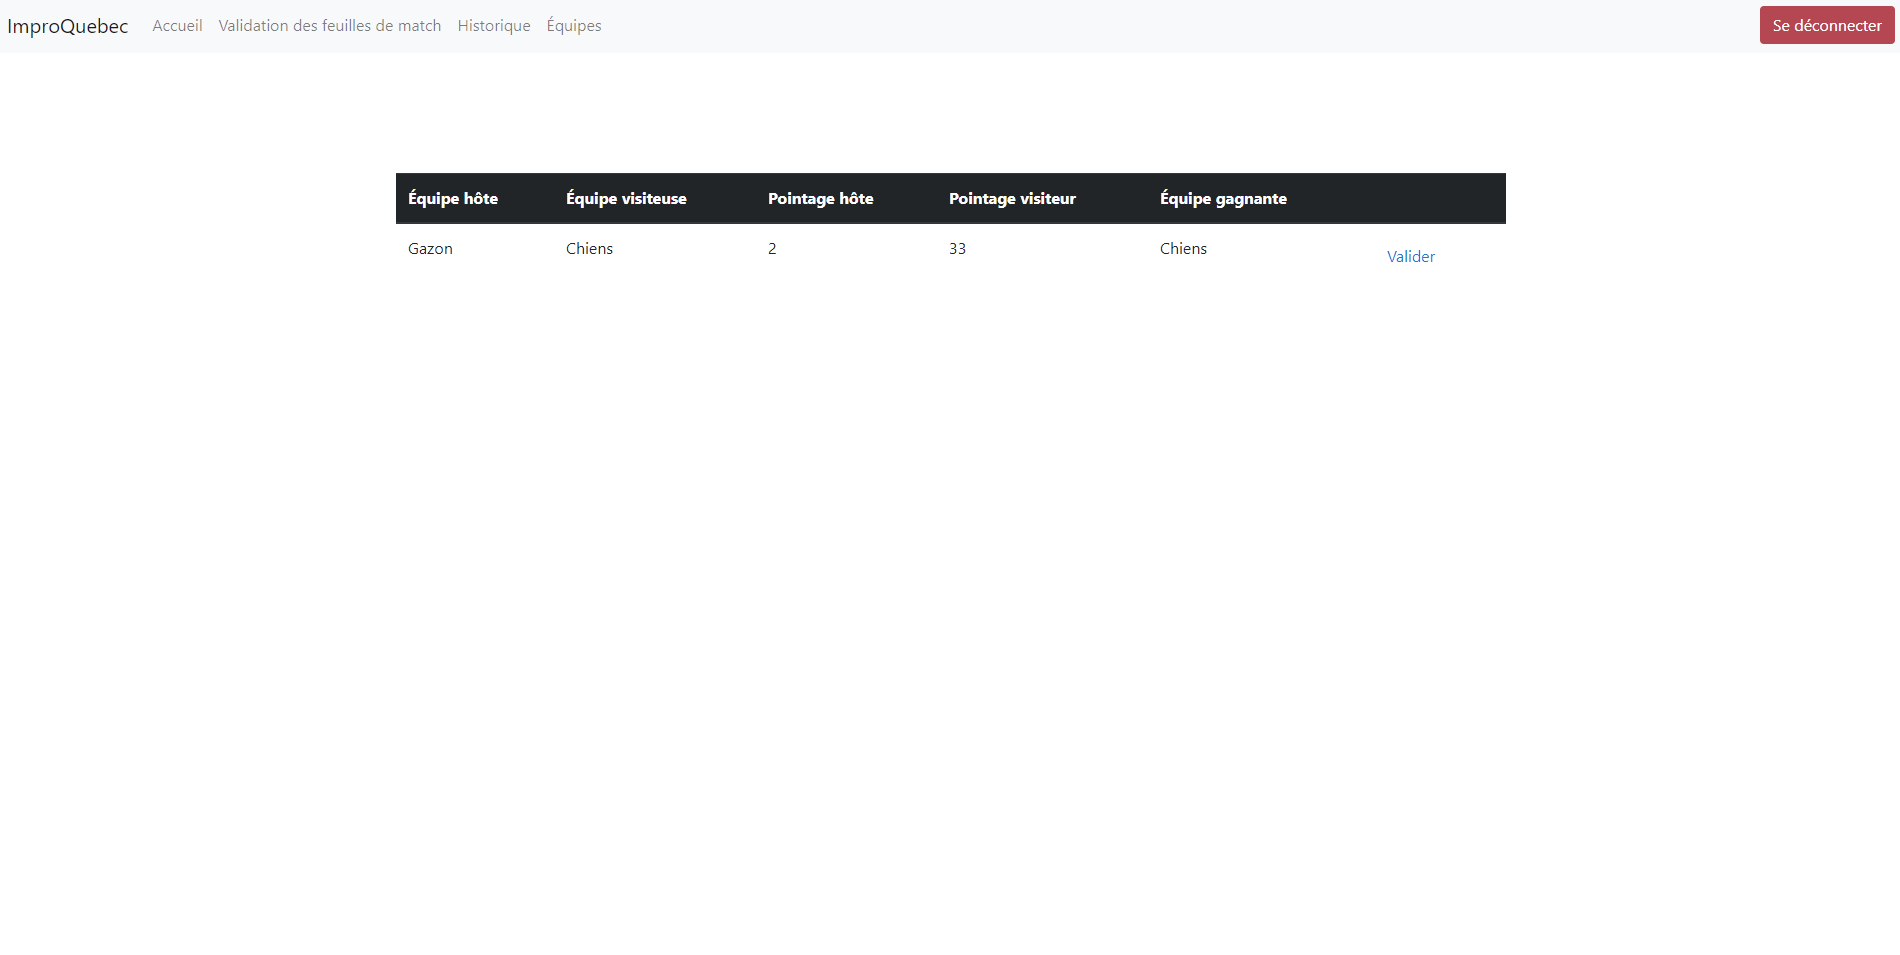 ImproQuebec Accueil Validation des feuilles de match Historique Équipes Se déconnecter
Équipe hôte Équipe visiteuse Pointage hôte Pointage visiteur Équipe gagnante
Gazon Chiens 2 33 Chiens Valider